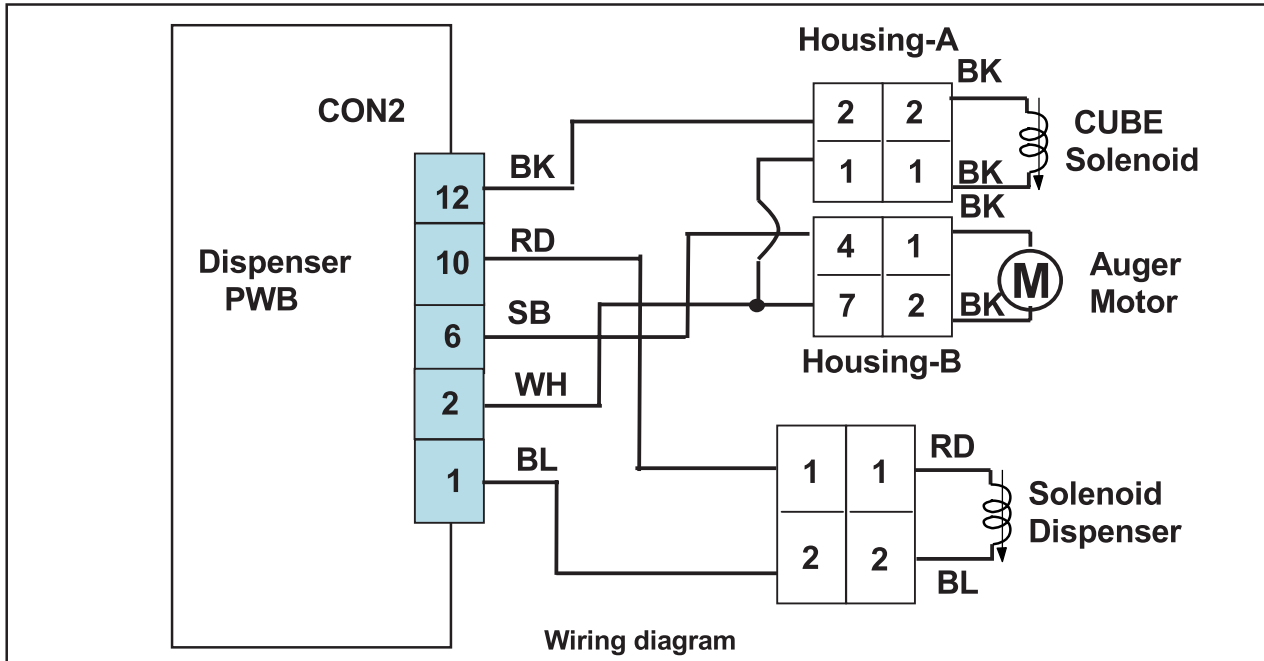 Housing-A
BK
CON2
2 2
CUBE
Solenoid
BK
12
1 1
BK
BK
RD
4 1
Dispenser
PWB
10
M
Auger
Motor
SB
7 2
BK
6
Housing-B
WH
2
BL
1
1 1
RD
Solenoid
Dispenser
2 2
BL
Wiring diagram